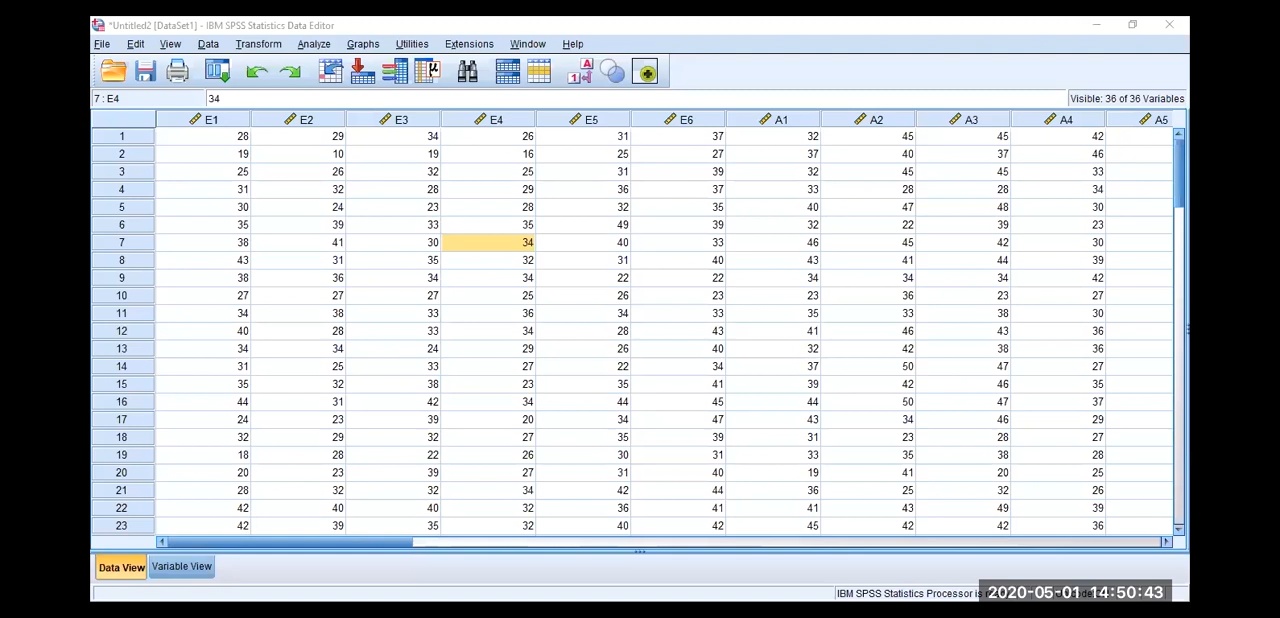 *Untitled2 [DataSet1] - IBM SPSS Statistics Data Editor
File Edit View Data Transform Analyze Graphs Utilities Extensions Window Help
7 : E4 34 Visible: 36 of 36 Variables
E1 E2 E3 E4 E5 E6 A1 A2 A3 A4 A5
1 28 29 34 26 31 37 32 45 45 42
2 19 10 19 16 25 27 37 40 37 46
3 25 26 32 25 31 39 32 45 45 33
4 31 32 28 29 36 37 33 28 28 34
5 30 24 23 28 32 35 40 47 48 30
6 35 39 33 35 49 39 32 22 39 23
7 38 41 30 34 40 33 46 45 42 30
8 43 31 35 32 31 40 43 41 44 39
9 38 36 34 34 22 22 34 34 34 42
10 27 27 27 25 26 23 23 36 23 27
11 34 38 33 36 34 33 35 33 38 30
12 40 28 33 34 28 43 41 46 43 36
13 34 34 24 29 26 40 32 42 38 36
14 31 25 33 27 22 34 37 50 47 27
15 35 32 38 23 35 41 39 42 46 35
16 44 31 42 34 44 45 44 50 47 37
17 24 23 39 20 34 47 43 34 46 29
18 32 29 32 27 35 39 31 23 28 27
19 18 28 22 26 30 31 33 35 38 28
20 20 23 39 27 31 40 19 41 20 25
21 28 32 32 34 42 44 36 25 32 26
22 42 40 40 32 36 41 41 43 49 39
23 42 39 35 32 40 42 45 42 42 36
Data View Variable View
IBM SPSS Statistics Processor is 2020-05-01 14:50:43